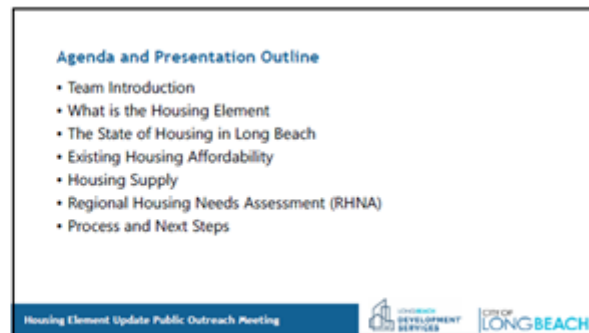 Agenda and Presentation Outline
• Team Introduction
• What is the Housing Element
• The State of Housing in Long Beach
• Existing Housing Affordability
• Housing Supply
• Regional Housing Needs Assessment (RHNA)
• Process and Next Steps
Housing Element Update Public Outreach Meeting
LONGBEACH
DEVELOPMENT
SERVICES
CITY OF
LONGBEACH